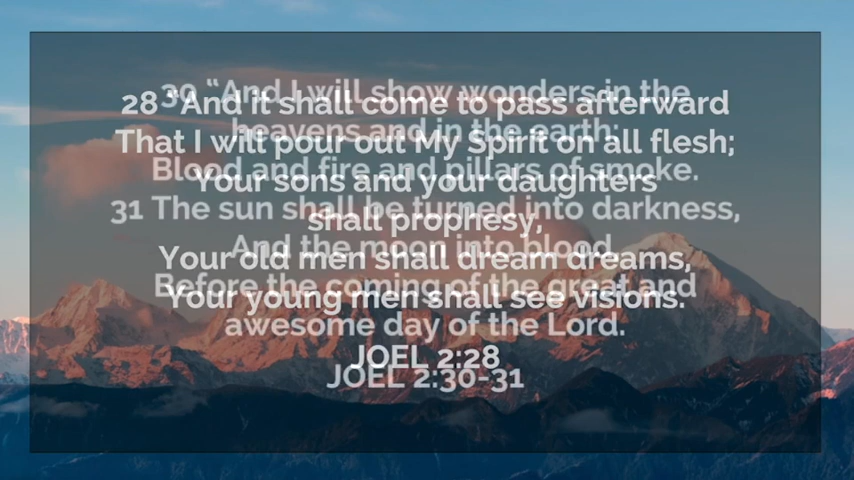 28 “And it shall come to pass afterward
That I will pour out My Spirit on all flesh;
Your sons and your daughters
shall prophesy,
Your old men shall dream dreams,
Your young men shall see visions.
JOEL 2:28
30 “And I will show wonders in the
heavens and in the earth:
Blood and fire and pillars of smoke.
31 The sun shall be turned into darkness,
And the moon into blood,
Before the coming of the great and
awesome day of the Lord.
JOEL 2:30-31